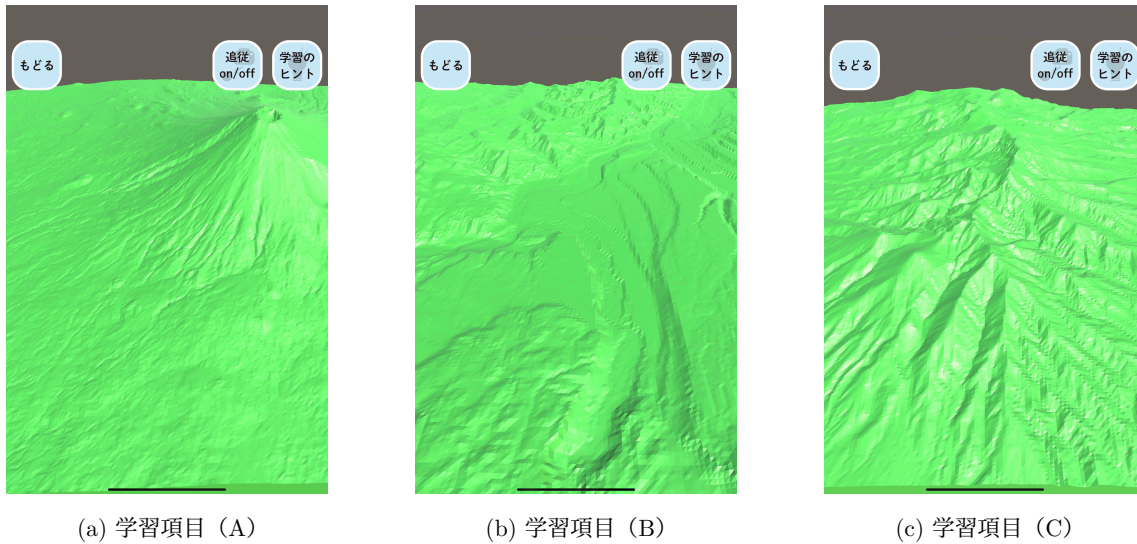 もどる
追従
on/off
学習の
ヒント
もどる
追従
on/off
学習の
ヒント
もどる
追従
on/off
学習の
ヒント
(a) 学習項目（A）
(b) 学習項目（B）
(c) 学習項目（C）